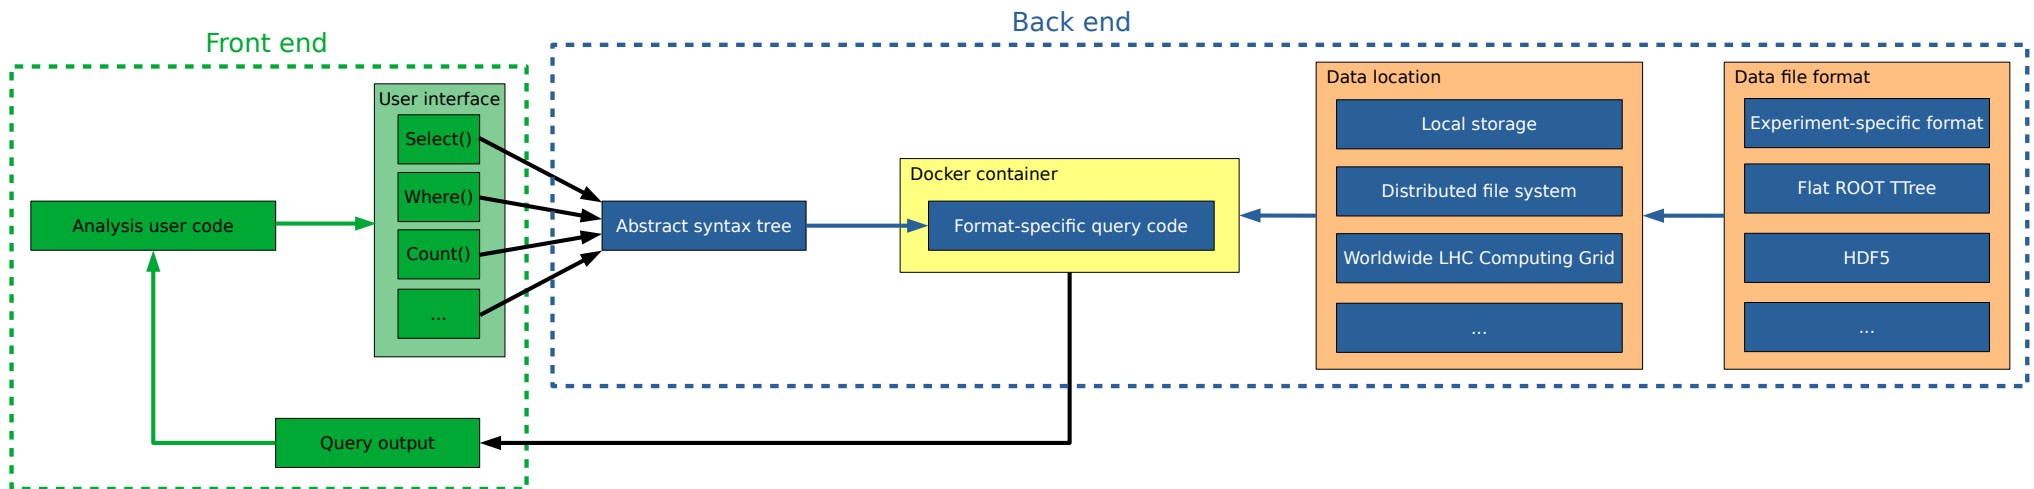 Front end
Back end
User interface
Select()
Where()
Count()
...
Analysis user code
Query output
Abstract syntax tree
Docker container
Format-specific query code
Data location
Local storage
Distributed file system
Worldwide LHC Computing Grid
...
Data file format
Experiment-specific format
Flat ROOT TTree
HDF5
...